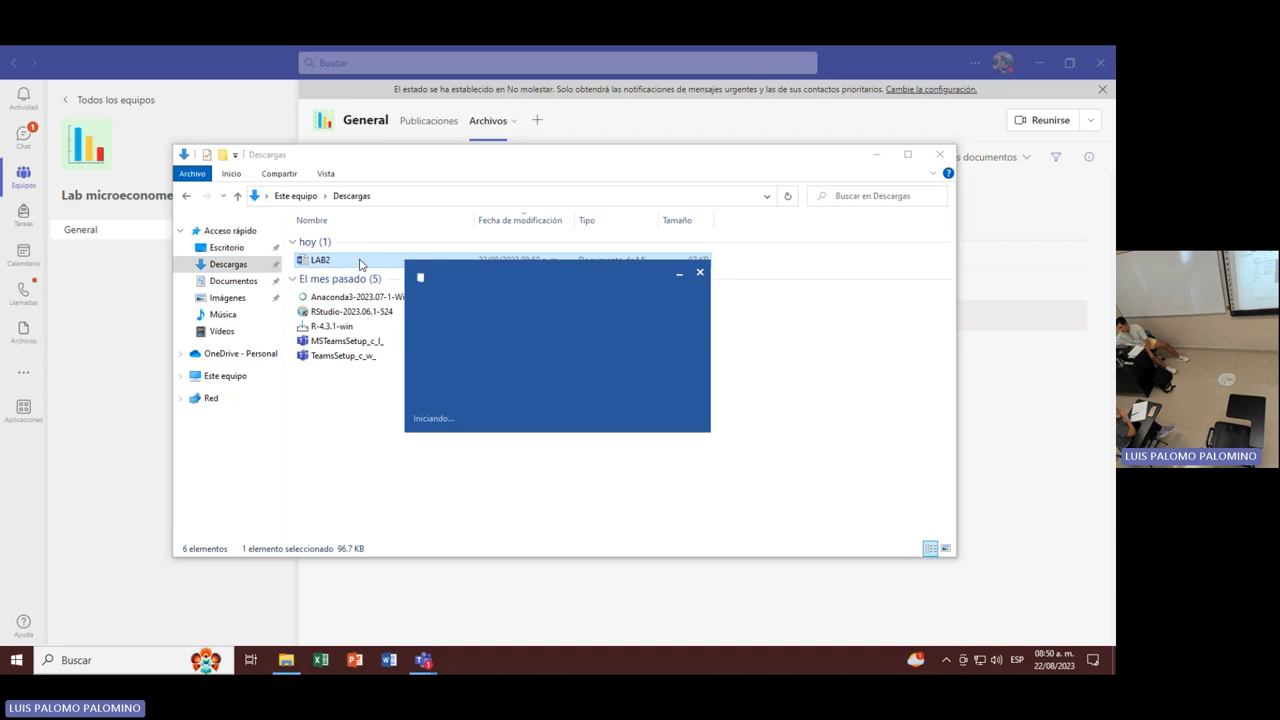 Buscar
El estado se ha establecido en No molestar. Solo obtendrá las notificaciones de mensajes urgentes y las de sus contactos prioritarios. Cambie la configuración.
Actividad
Chat
1
Equipos
Tareas
Calendario
Llamadas
Archivos
Aplicaciones
Ayuda
Todos los equipos
Lab microeconome
General
General
Publicaciones
Archivos
Reunirse
s documentos
Descargas
Archivo
Inicio
Compartir
Vista
Este equipo
Descargas
Buscar en Descargas
Acceso rápido
Escritorio
Descargas
Documentos
Imágenes
Música
Vídeos
OneDrive - Personal
Este equipo
Red
Nombre
Fecha de modificación
Tipo
Tamaño
hoy (1)
LAB2
El mes pasado (5)
Anaconda3-2023.07-1-Wi
RStudio-2023.06.1-524
R-4.3.1-win
MSTeamsSetup_c_l_
TeamsSetup_c_w_
Iniciando...
6 elementos
1 elemento seleccionado 96.7 KB
Buscar
ESP
08:50 a. m.
22/08/2023
LUIS PALOMO PALOMINO
LUIS PALOMO PALOMINO